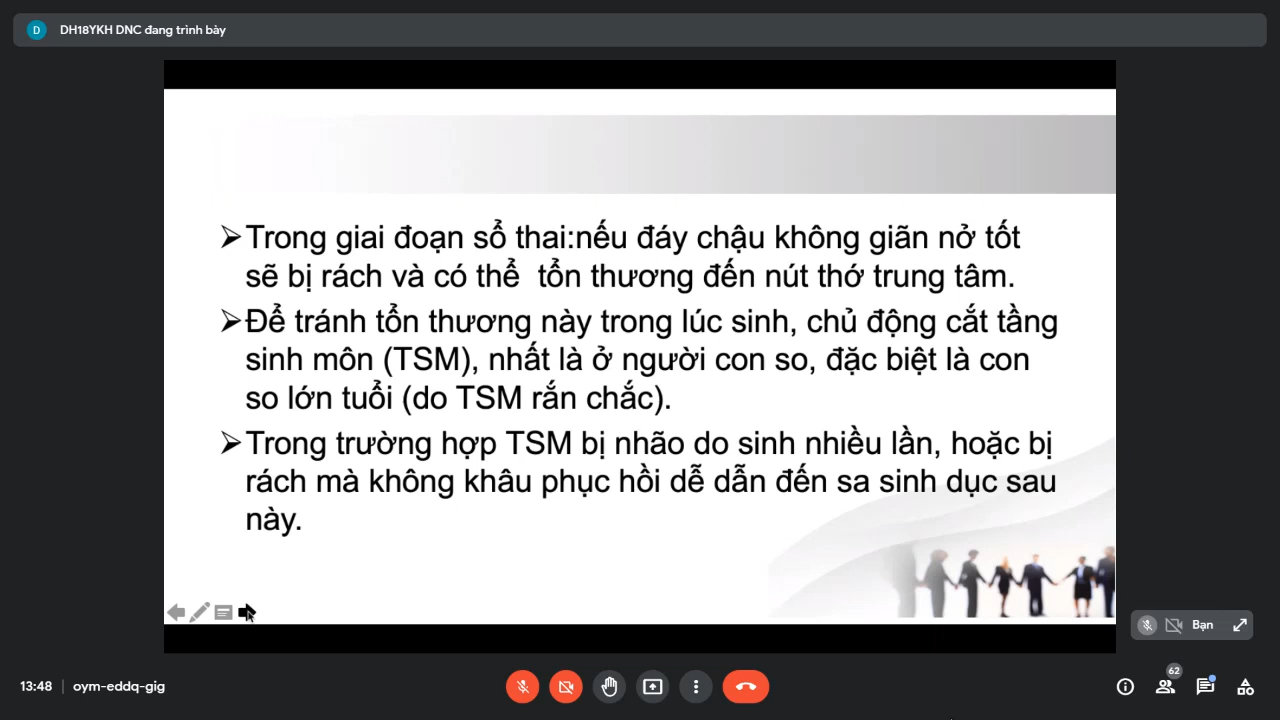 D
DH18YKH DNC đang trình bày
➢Trong giai đoạn sổ thai:nếu đáy chậu không giãn nở tốt
sẽ bị rách và có thể  tổn thương đến nút thớ trung tâm.
➢Để tránh tổn thương này trong lúc sinh, chủ động cắt tầng
sinh môn (TSM), nhất là ở người con so, đặc biệt là con
so lớn tuổi (do TSM rắn chắc).
➢Trong trường hợp TSM bị nhão do sinh nhiều lần, hoặc bị
rách mà không khâu phục hồi dễ dẫn đến sa sinh dục sau
này.
Bạn
13:48 | oym-eddq-gig
62